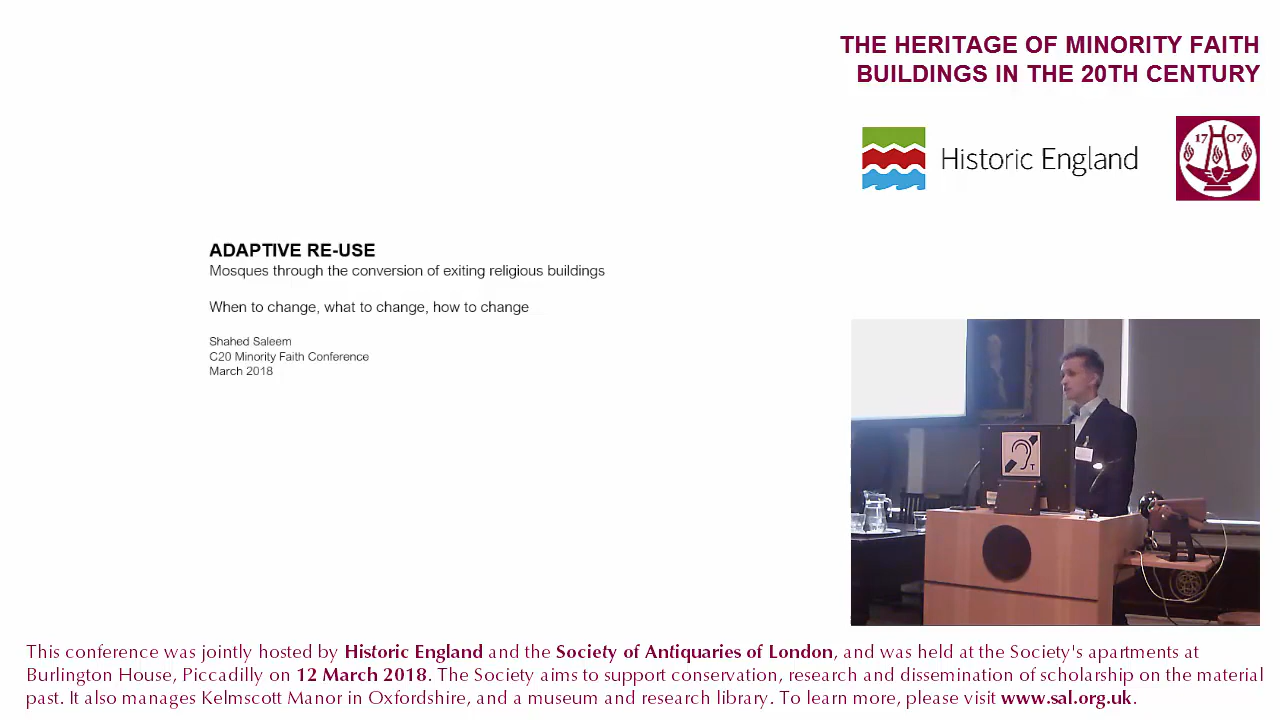 THE HERITAGE OF MINORITY FAITH
BUILDINGS IN THE 20TH CENTURY
Historic England
17 07
ADAPTIVE RE-USE
Mosques through the conversion of exiting religious buildings
When to change, what to change, how to change
Shahed Saleem
C20 Minority Faith Conference
March 2018
T
This conference was jointly hosted by Historic England and the Society of Antiquaries of London, and was held at the Society's apartments at
Burlington House, Piccadilly on 12 March 2018. The Society aims to support conservation, research and dissemination of scholarship on the material
past. It also manages Kelmscott Manor in Oxfordshire, and a museum and research library. To learn more, please visit www.sal.org.uk.